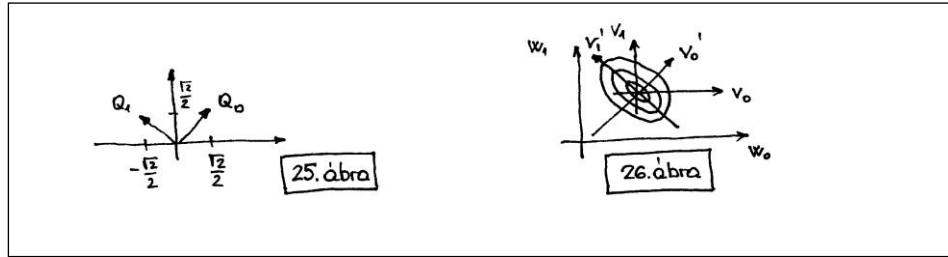 √2/2
Q₁
Q₀
-√2/2
√2/2
25. ábra
W₁
V₁'
V₁
V₀'
V₀
W₀
26. ábra